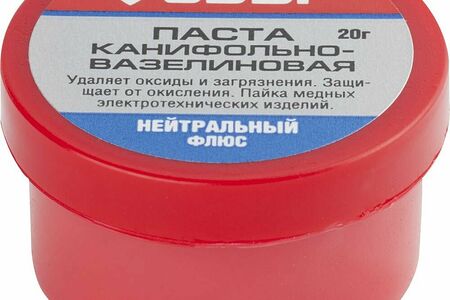 ПАСТА 20г
КАНИФОЛЬНО-
ВАЗЕЛИНОВАЯ
Удаляет оксиды и загрязнения. Защи-
щает от окисления. Пайка медных
электротехнических изделий.
НЕЙТРАЛЬНЫЙ
ФЛЮС